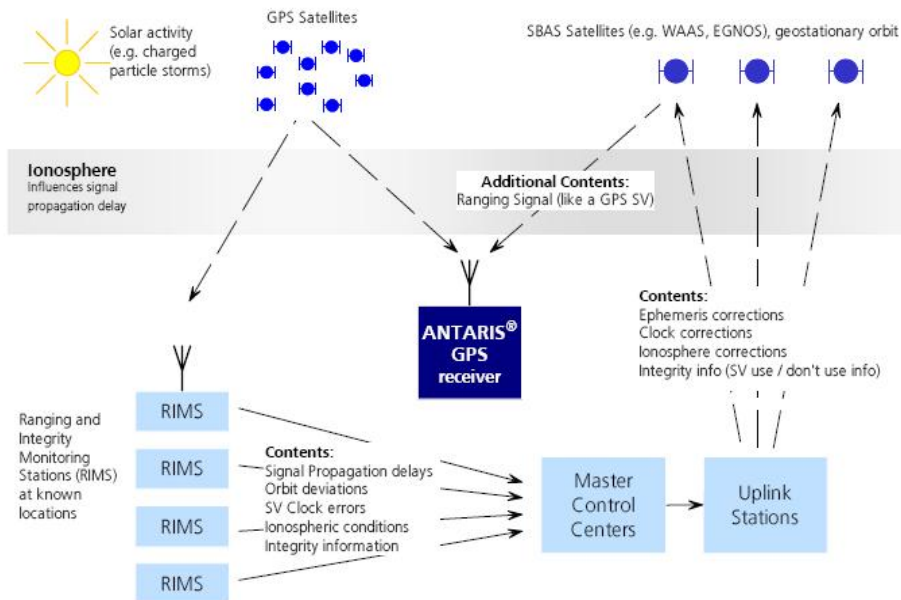 Solar activity
(e.g. charged
particle storms)
GPS Satellites
SBAS Satellites (e.g. WAAS, EGNOS), geostationary orbit
Ionosphere
Influences signal
propagation delay
Additional Contents:
Ranging Signal (like a GPS SV)
ANTARIS®
GPS
receiver
Contents:
Ephemeris corrections
Clock corrections
Ionosphere corrections
Integrity info (SV use / don't use info)
Ranging and
Integrity
Monitoring
Stations (RIMS)
at known
locations
RIMS
RIMS
RIMS
RIMS
Contents:
Signal Propagation delays
Orbit deviations
SV Clock errors
Ionospheric conditions
Integrity information
Master
Control
Centers
Uplink
Stations